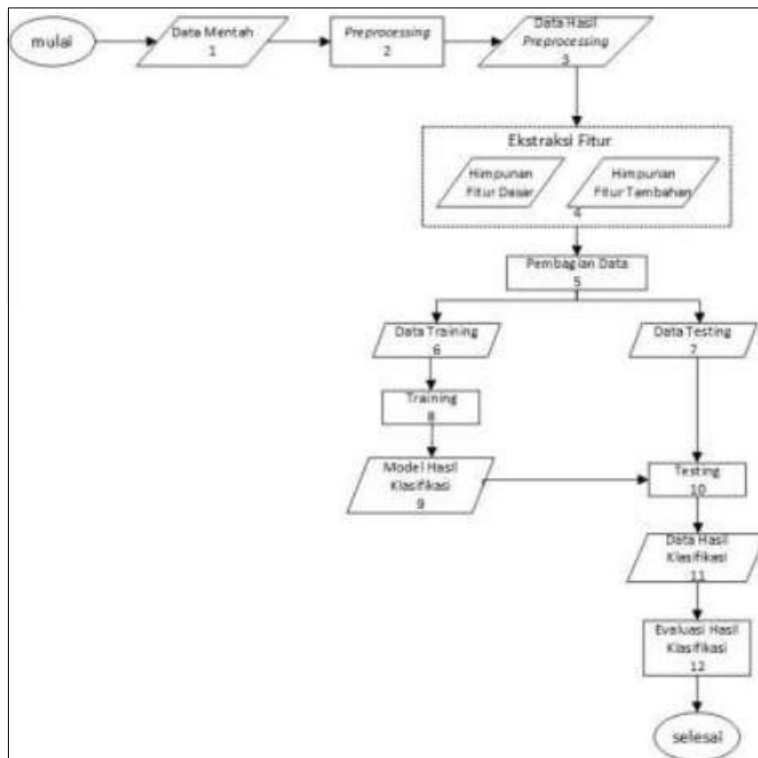 mulai
Data Mentah
1
Preprocessing
2
Data Hasil
Preprocessing
3
Ekstraksi Fitur
Himpunan
Fitur Dasar
Himpunan
Fitur Tambahan
4
Pembagian Data
5
Data Training
6
Data Testing
7
Training
8
Model Hasil
Klasifikasi
9
Testing
10
Data Hasil
Klasifikasi
11
Evaluasi Hasil
Klasifikasi
12
selesai